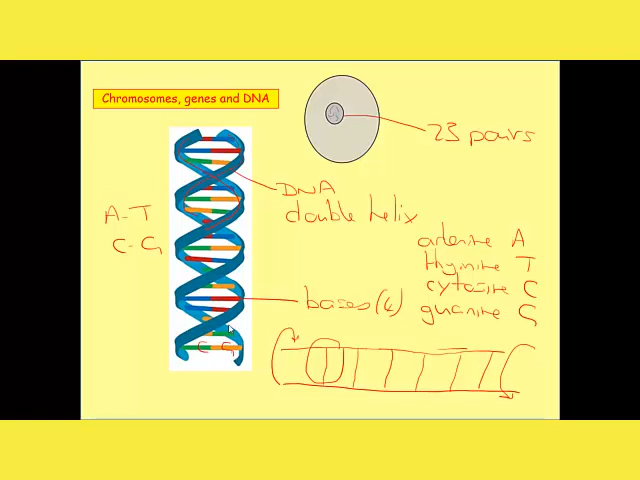 Chromosomes, genes and DNA
23 pairs
DNA
double helix
A-T
C-G
adenine A
thymine T
cytosine C
bases (4)
guanine G
C G